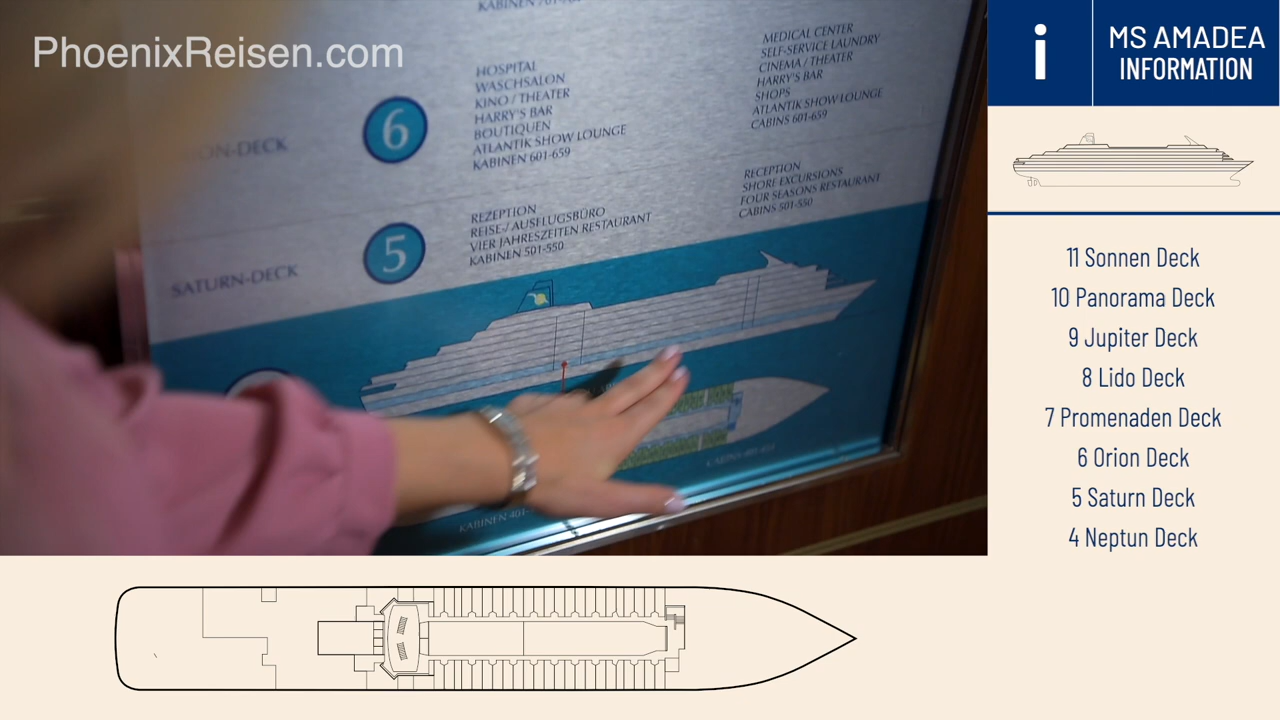 PhoenixReisen.com
6
HOSPITAL
WASCHSALON
KINO / THEATER
HARRY'S BAR
BOUTIQUEN
ATLANTIK SHOW LOUNGE
KABINEN 601-659
MEDICAL CENTER
SELF-SERVICE LAUNDRY
CINEMA / THEATER
HARRY'S BAR
SHOPS
ATLANTIK SHOW LOUNGE
CABINS 601-659
SATURN-DECK
5
REZEPTION
REISE-/ AUSFLUGSBÜRO
VIER JAHRESZEITEN RESTAURANT
KABINEN 501-550
RECEPTION
SHORE EXCURSIONS
FOUR SEASONS RESTAURANT
CABINS 501-550
i
MS AMADEA
INFORMATION
11 Sonnen Deck
10 Panorama Deck
9 Jupiter Deck
8 Lido Deck
7 Promenaden Deck
6 Orion Deck
5 Saturn Deck
4 Neptun Deck